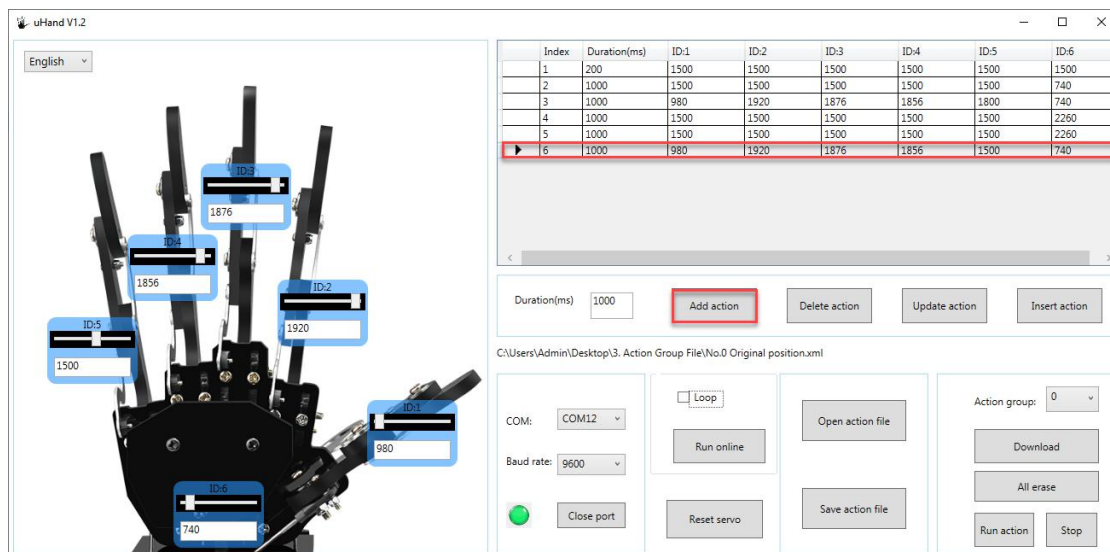 uHand V1.2
English
ID:3
1876
ID:4
1856
ID:2
1920
ID:5
1500
ID:1
980
ID:6
740
Index Duration(ms) ID:1 ID:2 ID:3 ID:4 ID:5 ID:6
1 200 1500 1500 1500 1500 1500 1500
2 1000 1500 1500 1500 1500 1500 740
3 1000 980 1920 1876 1856 1800 740
4 1000 1500 1500 1500 1500 1500 2260
5 1000 1500 1500 1500 1500 1500 2260
6 1000 980 1920 1876 1856 1500 740
Duration(ms) 1000 Add action Delete action Update action Insert action
C:\Users\Admin\Desktop\3. Action Group File\No.0 Original position.xml
COM: COM12
Baud rate: 9600
Close port
Loop
Run online
Reset servo
Open action file
Save action file
Action group: 0
Download
All erase
Run action Stop